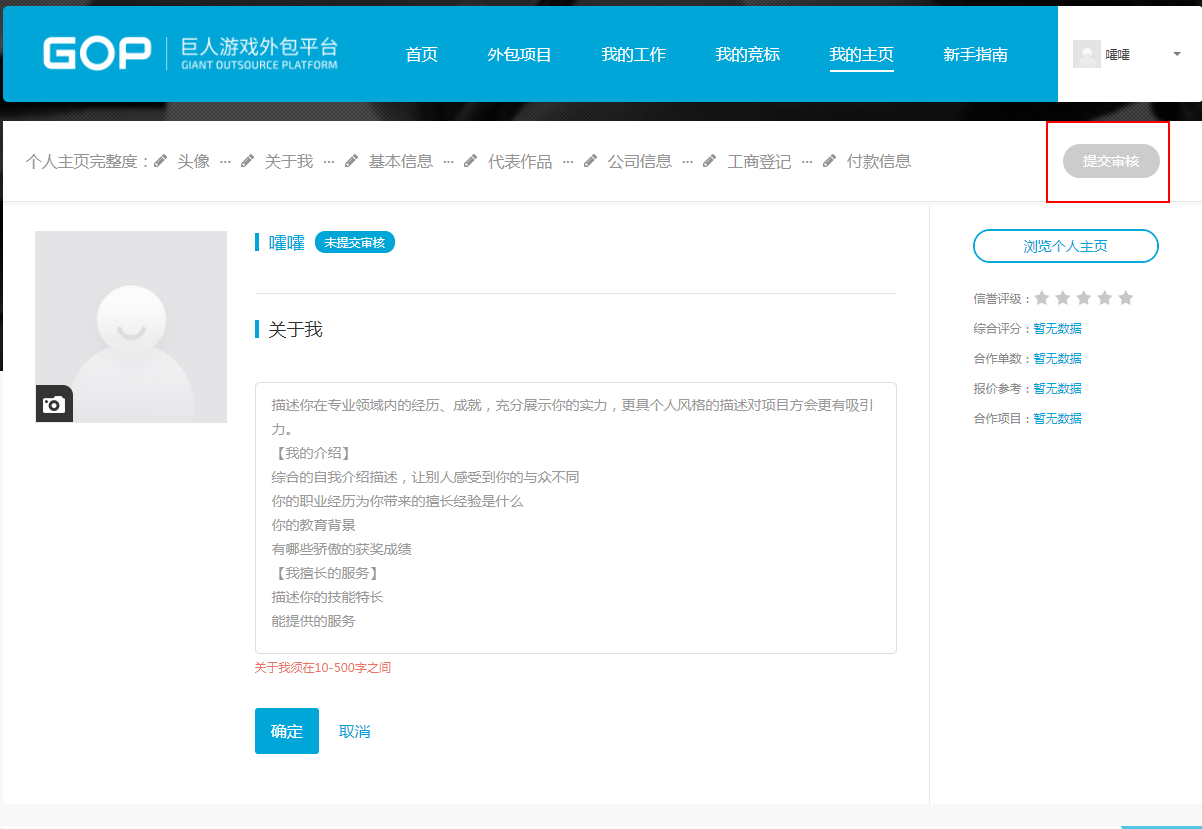 GOP 巨人游戏外包平台
GIANT OUTSOURCE PLATFORM
首页 外包项目 我的工作 我的竞标 我的主页 新手指南
嚯嚯
个人主页完整度： 头像 ··· 关于我 ··· 基本信息 ··· 代表作品 ··· 公司信息 ··· 工商登记 ··· 付款信息
提交审核
嚯嚯 未提交审核
关于我
描述你在专业领域内的经历、成就，充分展示你的实力，更具个人风格的描述对项目方会更有吸引
力。
【我的介绍】
综合的自我介绍描述，让别人感受到你的与众不同
你的职业经历为你带来的擅长经验是什么
你的教育背景
有哪些骄傲的获奖成绩
【我擅长的服务】
描述你的技能特长
能提供的服务
关于我须在10-500字之间
确定 取消
浏览个人主页
信誉评级：
综合评分：暂无数据
合作单数：暂无数据
报价参考：暂无数据
合作项目：暂无数据